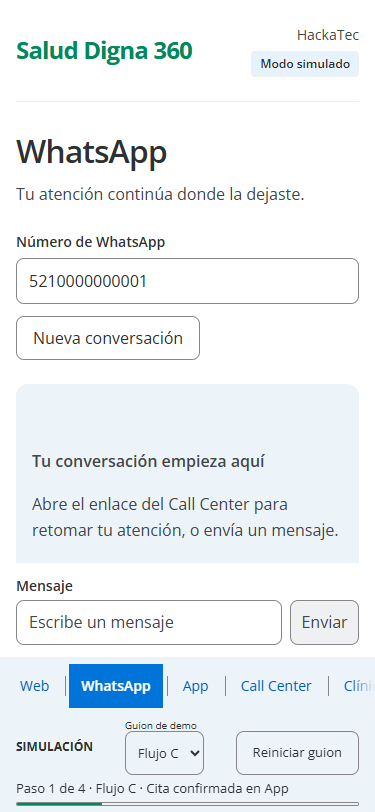 Salud Digna 360
HackaTec
Modo simulado
WhatsApp
Tu atención continúa donde la dejaste.
Número de WhatsApp
5210000000001
Nueva conversación
Tu conversación empieza aquí
Abre el enlace del Call Center para
retomar tu atención, o envía un mensaje.
Mensaje
Escribe un mensaje
Enviar
Web
WhatsApp
App
Call Center
Clíni
SIMULACIÓN
Guion de demo
Flujo C
Reiniciar guion
Paso 1 de 4 · Flujo C · Cita confirmada en App